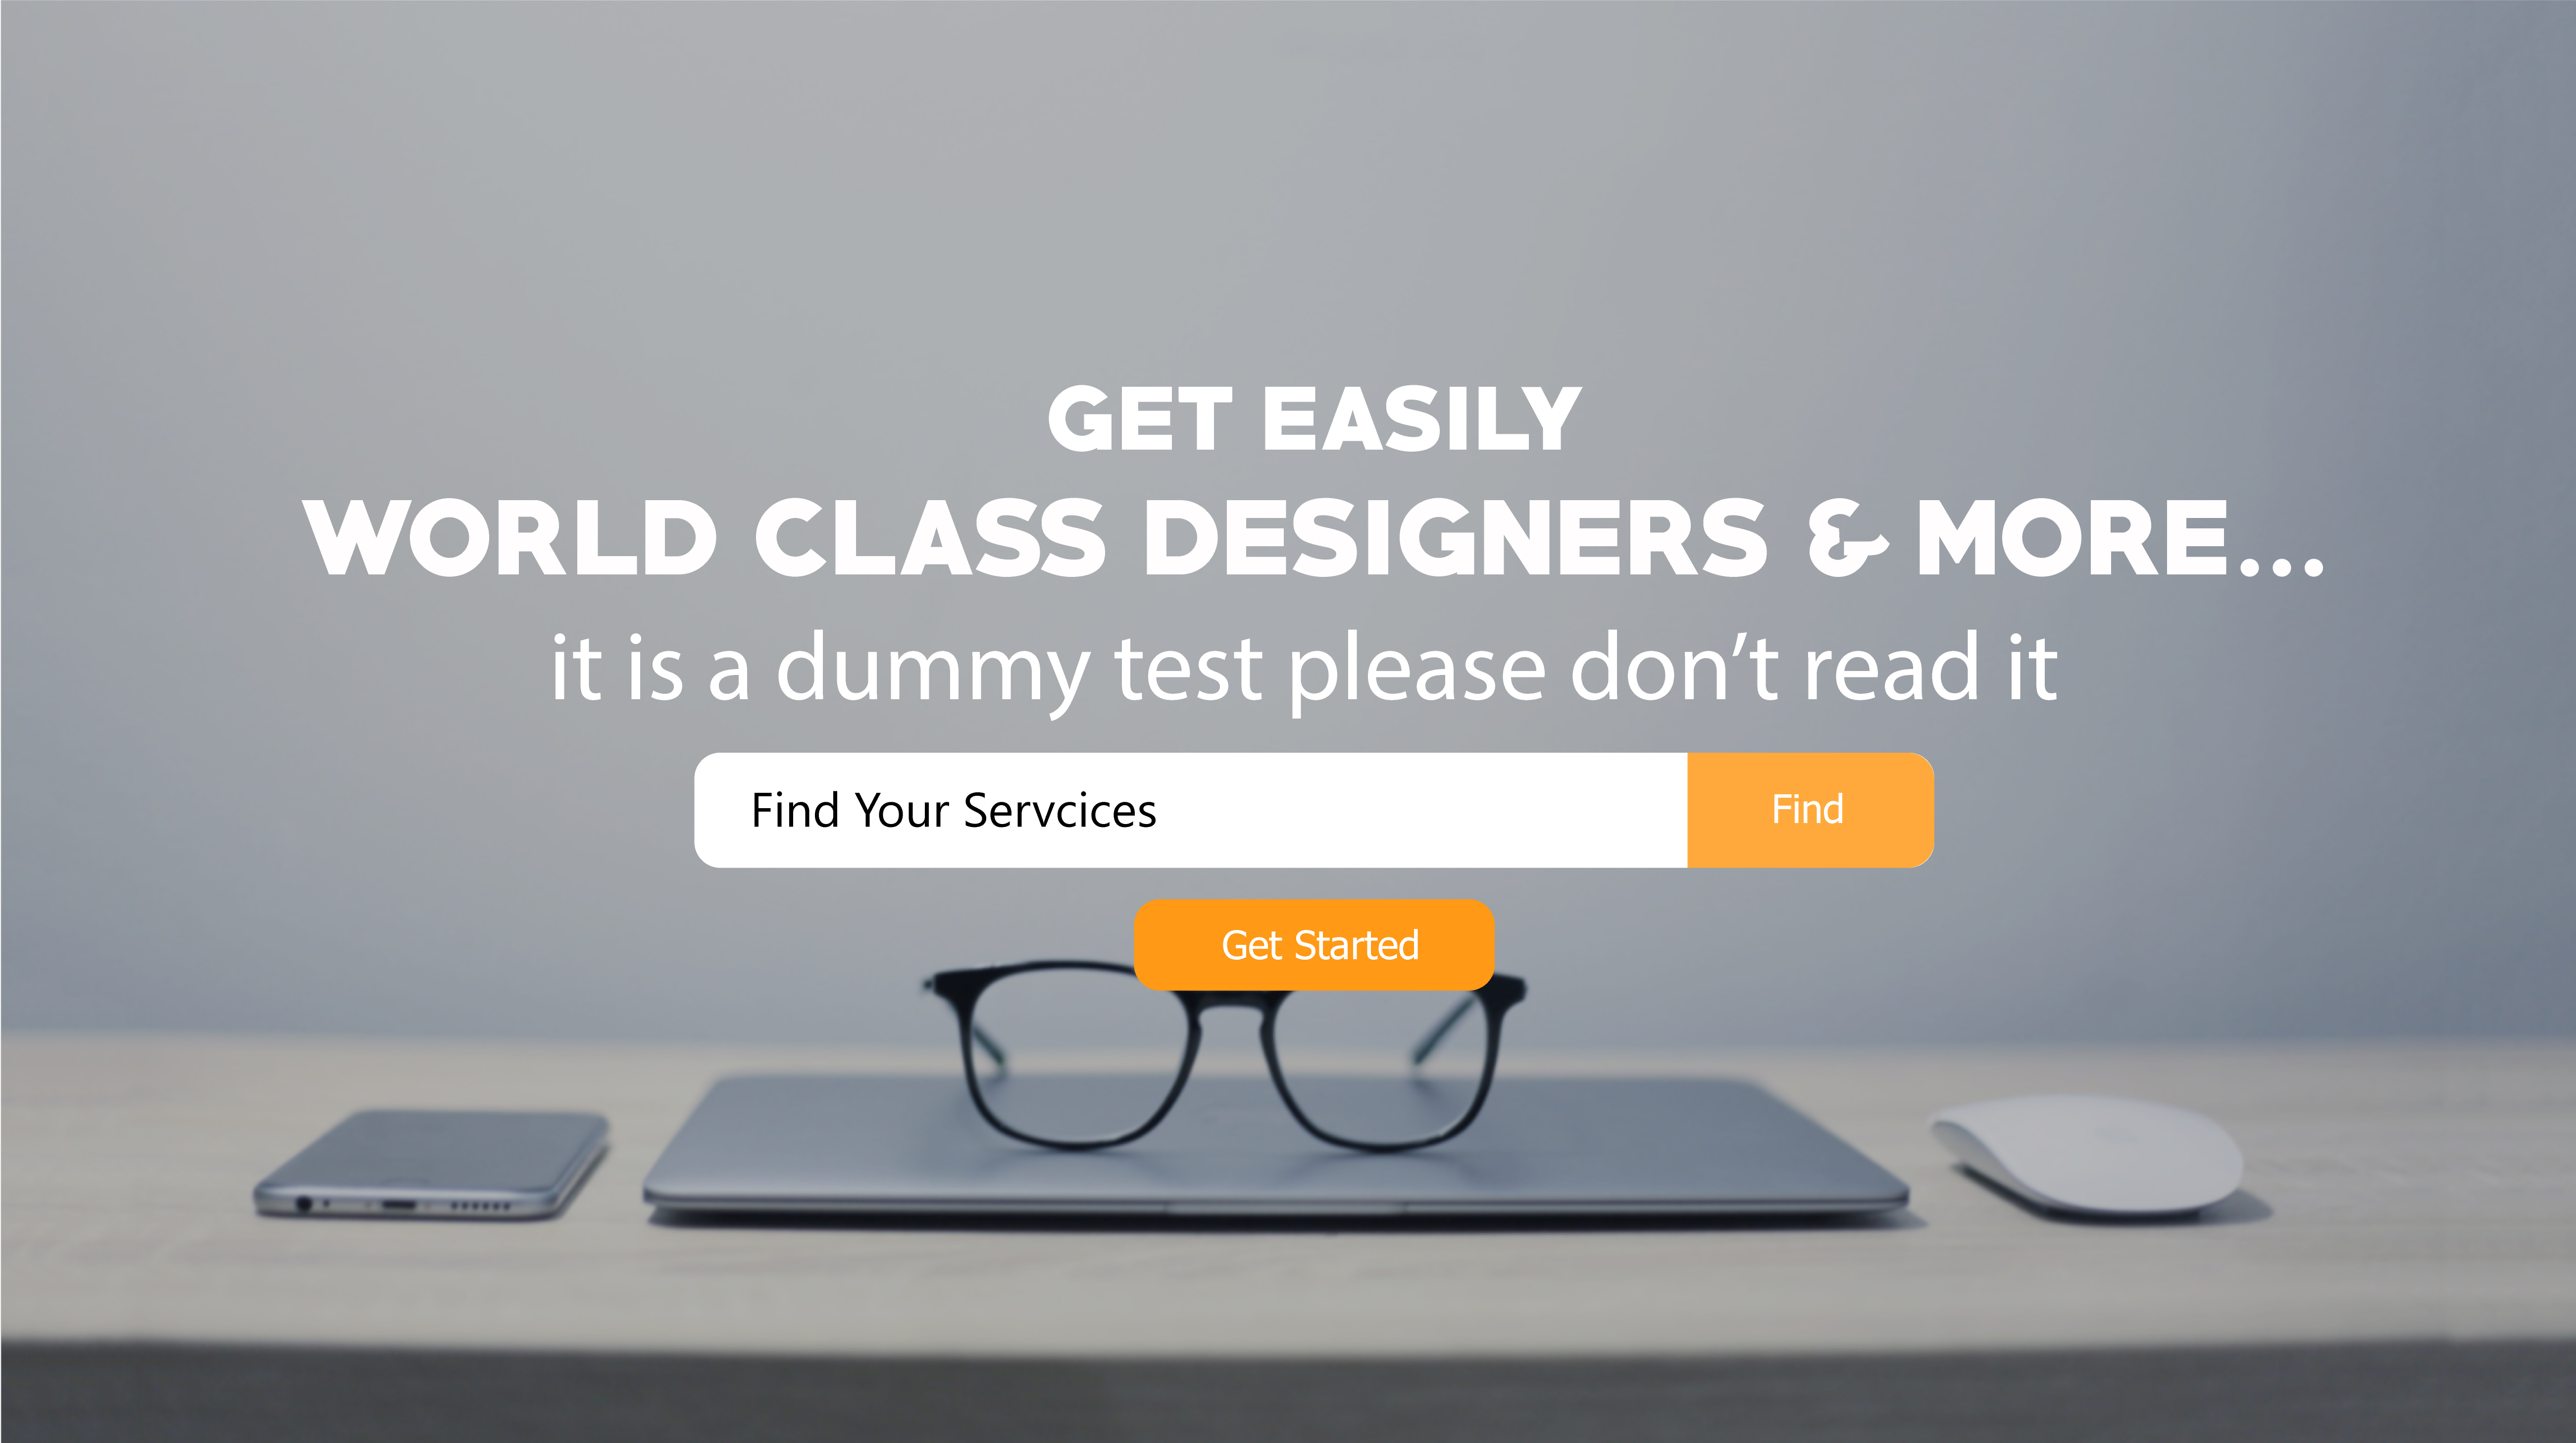 GET EASILY
WORLD CLASS DESIGNERS & MORE...
it is a dummy test please don’t read it
Find Your Servcices
Find
Get Started